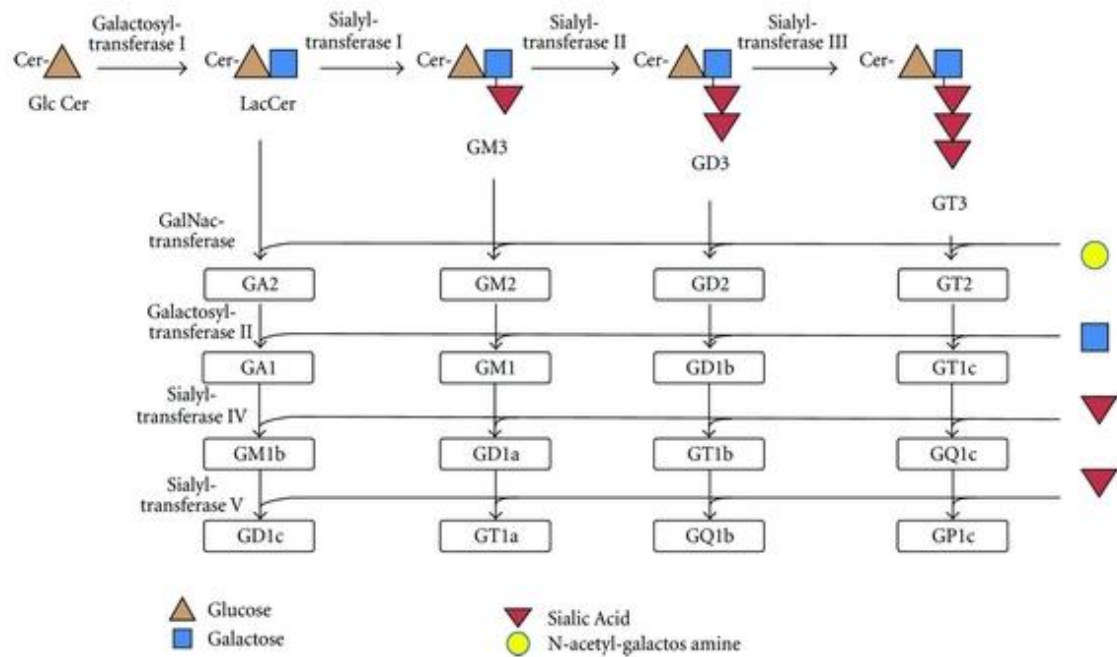 Galactosyl-
transferase I
Sialyl-
transferase I
Sialyl-
transferase II
Sialyl-
transferase III
Cer-
Cer-
Cer-
Cer-
Cer-
Glc Cer
LacCer
GM3
GD3
GT3
GalNac-
transferase
GA2
GM2
GD2
GT2
Galactosyl-
transferase II
GA1
GM1
GD1b
GT1c
Sialyl-
transferase IV
GM1b
GD1a
GT1b
GQ1c
Sialyl-
transferase V
GD1c
GT1a
GQ1b
GP1c
Glucose
Sialic Acid
Galactose
N-acetyl-galactos amine